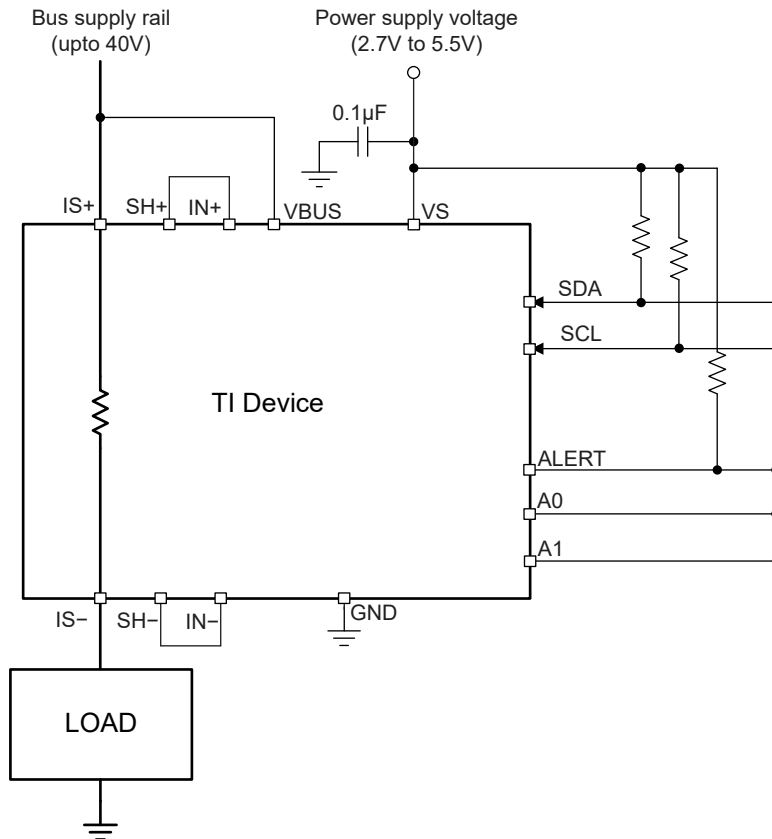 Bus supply rail
(upto 40V)
Power supply voltage
(2.7V to 5.5V)
0.1µF
IS+
SH+
IN+
VBUS
VS
SDA
SCL
TI Device
ALERT
A0
A1
IS−
SH−
IN−
GND
LOAD